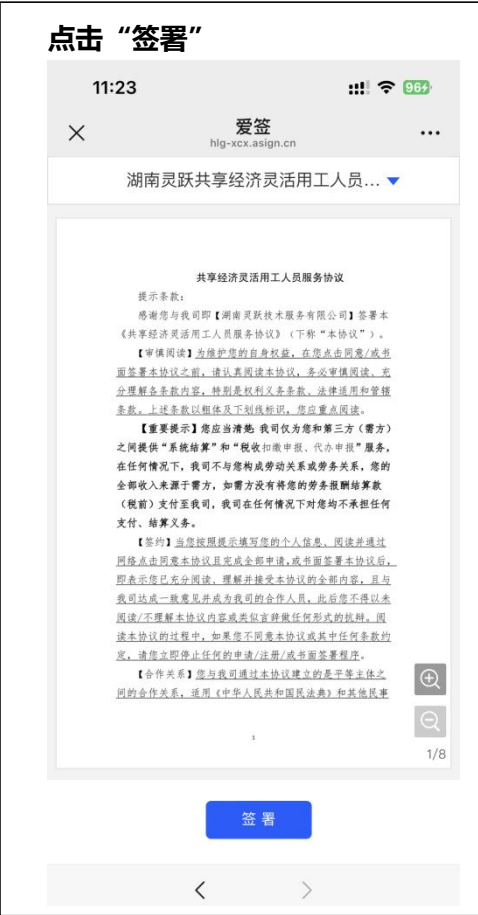 点击“签署”
11:23
96
爱签
hlg-xcx.asign.cn
湖南灵跃共享经济灵活用工人员...
共享经济灵活用工人员服务协议
提示条款：
感谢您与我司即【湖南灵跃技术服务有限公司】签署本
《共享经济灵活用工人员服务协议》（下称“本协议”）。
【审慎阅读】为维护您的自身权益，在您点击同意/或书
面签署本协议之前，请认真阅读本协议，务必审慎阅读、充
分理解各条款内容，特别是权利义务条款、法律适用和管辖
条款。上述条款以粗体及下划线标识，您应重点阅读。
【重要提示】您应当清楚 我司仅为您和第三方（需方）
之间提供“系统结算”和“税收扣缴申报、代办申报”服务，
在任何情况下，我司不与您构成劳动关系或劳务关系，您的
全部收入来源于需方，如需方没有将您的劳务报酬结算款
（税前）支付至我司，我司在任何情况下对您均不承担任何
支付、结算义务。
【签约】当您按照提示填写您的个人信息、阅读并通过
网络点击同意本协议且完成全部申请，或书面签署本协议后，
即表示您已充分阅读、理解并接受本协议的全部内容，且与
我司达成一致意见并成为我司的合作人员，此后您不得以未
阅读/不理解本协议内容或类似言辞做任何形式的抗辩。阅
读本协议的过程中，如果您不同意本协议或其中任何条款约
定，请您立即停止任何的申请/注册/或书面签署程序。
【合作关系】您与我司通过本协议建立的是平等主体之
间的合作关系，适用《中华人民共和国民法典》和其他民事
1
1/8
签署